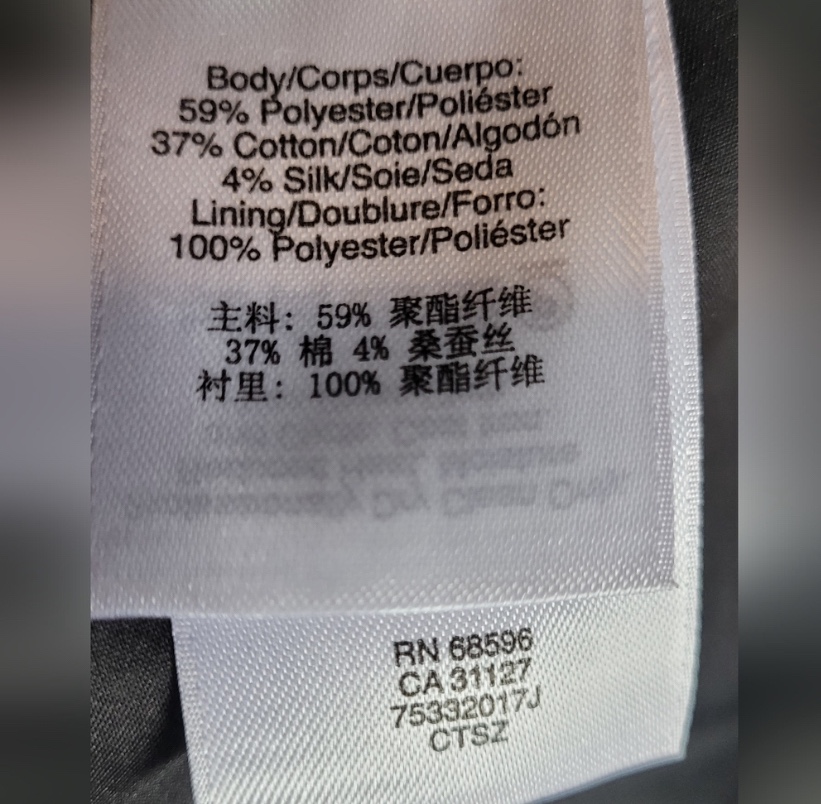 Body/Corps/Cuerpo:
59% Polyester/Poliéster
37% Cotton/Coton/Algodón
4% Silk/Soie/Seda
Lining/Doublure/Forro:
100% Polyester/Poliéster
主料: 59% 聚酯纤维
37% 棉 4% 桑蚕丝
衬里: 100% 聚酯纤维
RN 68596
CA 31127
75332017J
CTSZ